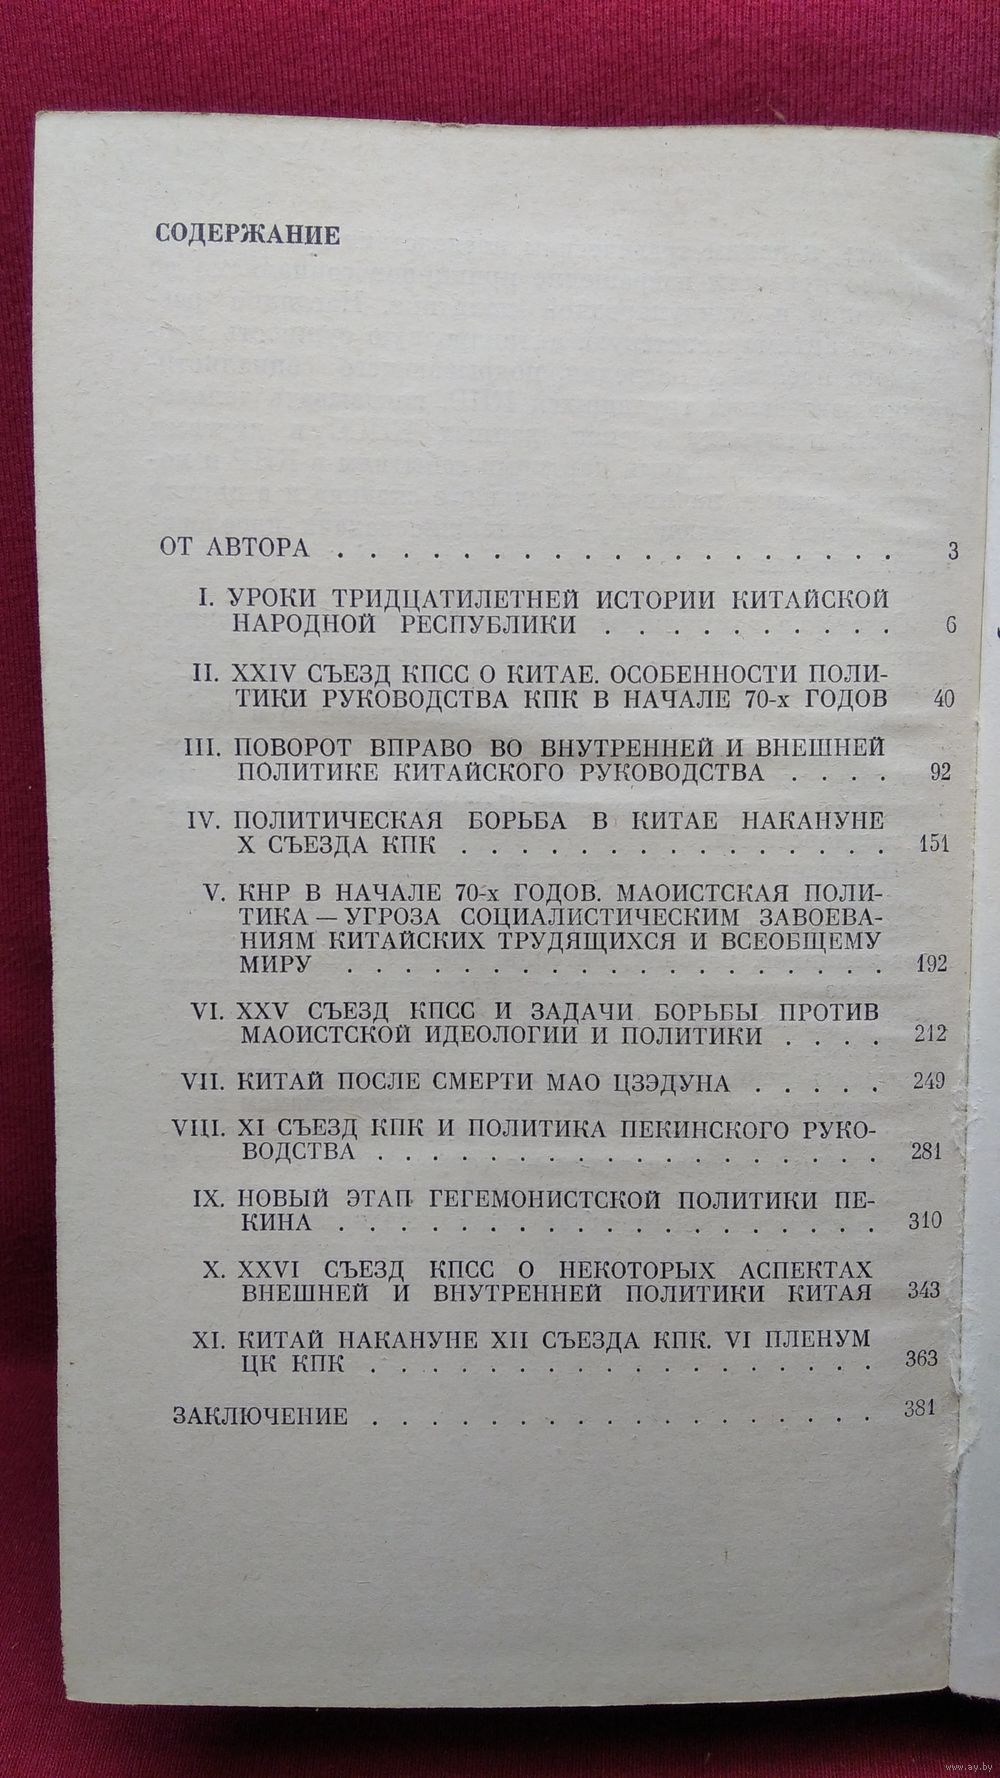 СОДЕРЖАНИЕ
ОТ АВТОРА . . . . . . . . . . . . . . . . . . . 3
I. УРОКИ ТРИДЦАТИЛЕТНЕЙ ИСТОРИИ КИТАЙСКОЙ
НАРОДНОЙ РЕСПУБЛИКИ . . . . . . . . . . 6
II. XXIV СЪЕЗД КПСС О КИТАЕ. ОСОБЕННОСТИ ПОЛИ-
ТИКИ РУКОВОДСТВА КПК В НАЧАЛЕ 70-х ГОДОВ 40
III. ПОВОРОТ ВПРАВО ВО ВНУТРЕННЕЙ И ВНЕШНЕЙ
ПОЛИТИКЕ КИТАЙСКОГО РУКОВОДСТВА . . . . 92
IV. ПОЛИТИЧЕСКАЯ БОРЬБА В КИТАЕ НАКАНУНЕ
X СЪЕЗДА КПК . . . . . . . . . . . . . . . 151
V. КНР В НАЧАЛЕ 70-х ГОДОВ. МАОИСТСКАЯ ПОЛИ-
ТИКА — УГРОЗА СОЦИАЛИСТИЧЕСКИМ ЗАВОЕВА-
НИЯМ КИТАЙСКИХ ТРУДЯЩИХСЯ И ВСЕОБЩЕМУ
МИРУ . . . . . . . . . . . . . . . . . . . 192
VI. XXV СЪЕЗД КПСС И ЗАДАЧИ БОРЬБЫ ПРОТИВ
МАОИСТСКОЙ ИДЕОЛОГИИ И ПОЛИТИКИ . . . . 212
VII. КИТАЙ ПОСЛЕ СМЕРТИ МАО ЦЗЭДУНА . . . . . 249
VIII. XI СЪЕЗД КПК И ПОЛИТИКА ПЕКИНСКОГО РУКО-
ВОДСТВА . . . . . . . . . . . . . . . . . . 281
IX. НОВЫЙ ЭТАП ГЕГЕМОНИСТСКОЙ ПОЛИТИКИ ПЕ-
КИНА . . . . . . . . . . . . . . . . . . . 310
X. XXVI СЪЕЗД КПСС О НЕКОТОРЫХ АСПЕКТАХ
ВНЕШНЕЙ И ВНУТРЕННЕЙ ПОЛИТИКИ КИТАЯ 343
XI. КИТАЙ НАКАНУНЕ XII СЪЕЗДА КПК. VI ПЛЕНУМ
ЦК КПК . . . . . . . . . . . . . . . . . . 363
ЗАКЛЮЧЕНИЕ . . . . . . . . . . . . . . . . . . 381
www.ay.by